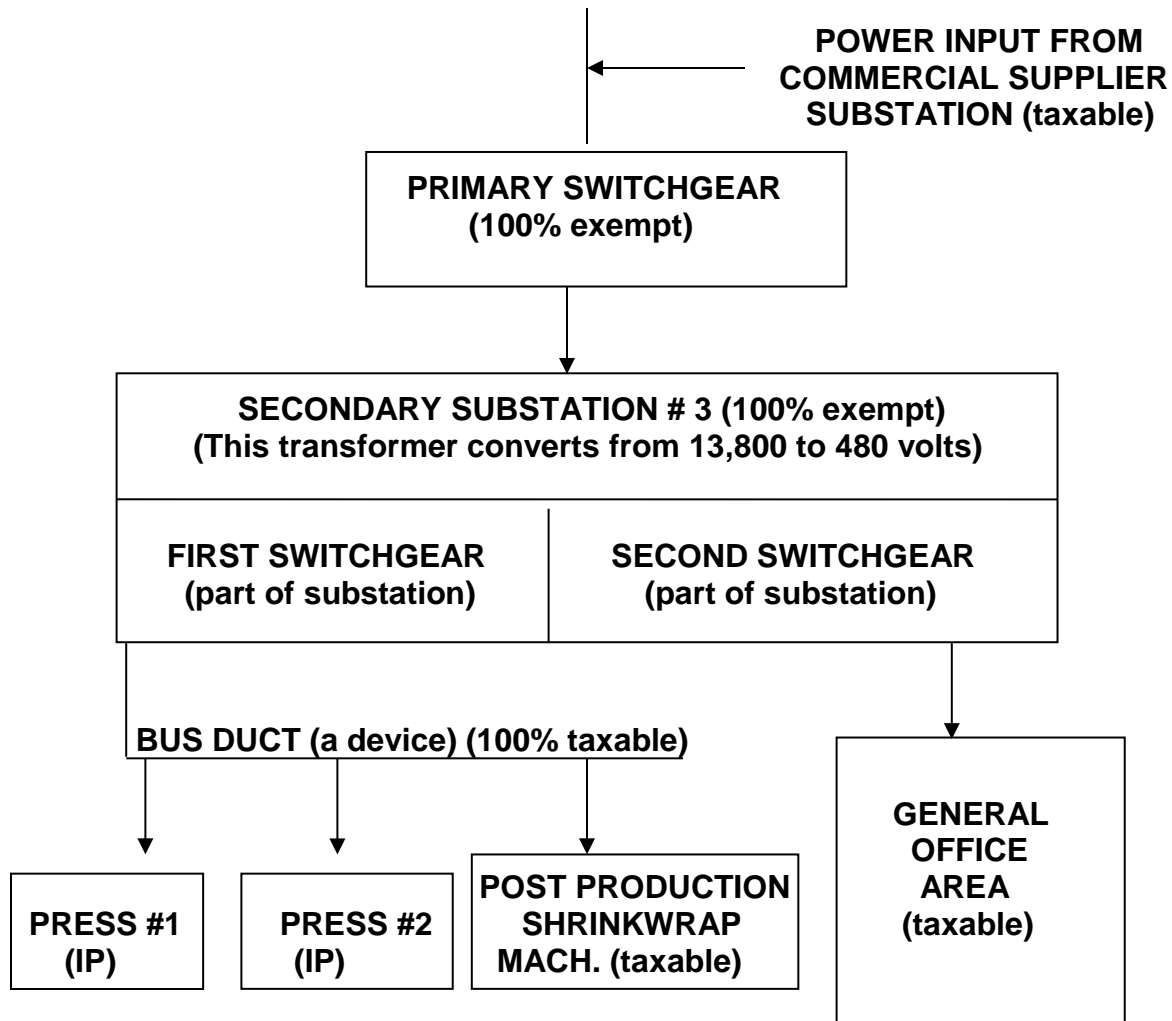 POWER INPUT FROM
COMMERCIAL SUPPLIER
SUBSTATION (taxable)
PRIMARY SWITCHGEAR
(100% exempt)
SECONDARY SUBSTATION # 3 (100% exempt)
(This transformer converts from 13,800 to 480 volts)
FIRST SWITCHGEAR
(part of substation)
SECOND SWITCHGEAR
(part of substation)
BUS DUCT (a device) (100% taxable)
PRESS #1
(IP)
PRESS #2
(IP)
POST PRODUCTION
SHRINKWRAP
MACH. (taxable)
GENERAL
OFFICE
AREA
(taxable)